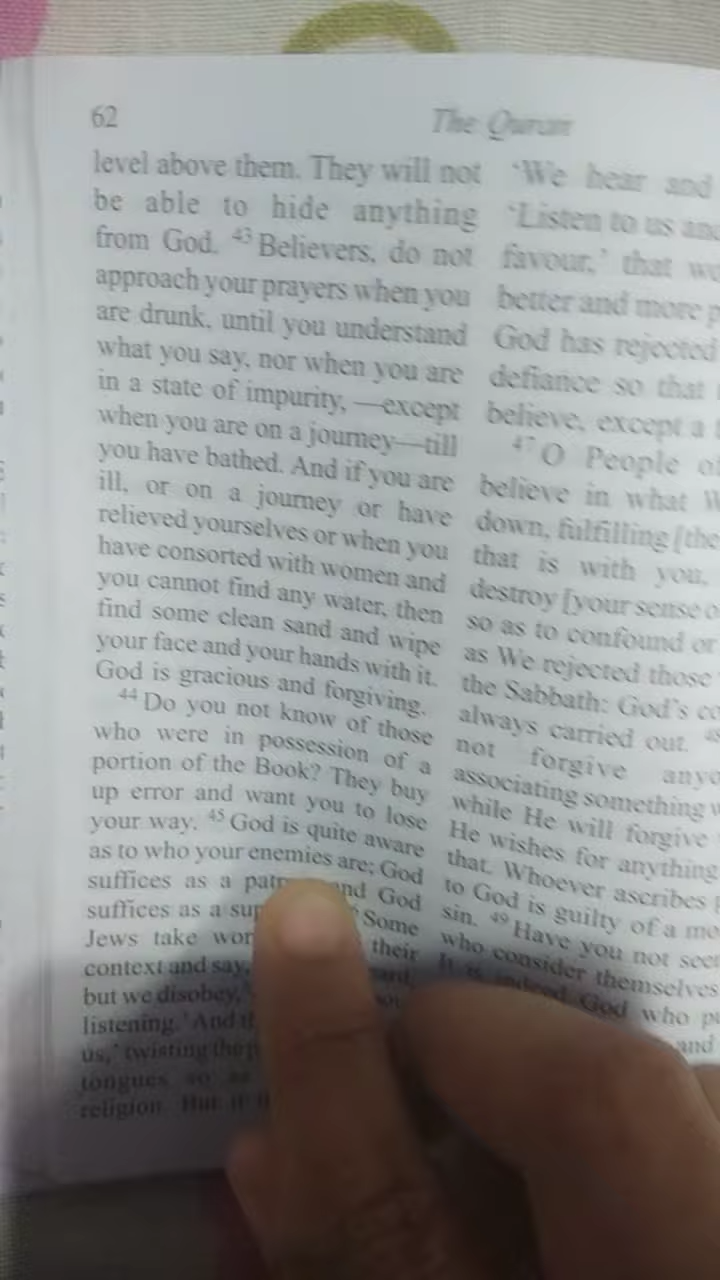 62
The Quran
level above them. They will not
be able to hide anything
from God. 43 Believers, do not
approach your prayers when you
are drunk, until you understand
what you say, nor when you are
in a state of impurity, —except
when you are on a journey—till
you have bathed. And if you are
ill, or on a journey or have
relieved yourselves or when you
have consorted with women and
you cannot find any water, then
find some clean sand and wipe
your face and your hands with it.
God is gracious and forgiving.
44 Do you not know of those
who were in possession of a
portion of the Book? They buy
up error and want you to lose
your way. 45 God is quite aware
as to who your enemies are; God
suffices as a and God
suffices as a Some
Jews take their
context and say,
but we disobey,'
listening.' And
us,' twisting the
tongues so as
religion. But if
'We hear and
'Listen to us and
favour,' that
better and more
God has rejected
defiance so that
believe, except a
47 O People of
believe in what
down, fulfilling [the
that is with you,
destroy [your sense
so as to confound or
as We rejected those
the Sabbath: God's
always carried out. 48
not forgive
associating something
while He will forgive
He wishes for anything
that. Whoever ascribes
to God is guilty of a
sin. 49 Have you not
who consider themselves
It is indeed God who
and